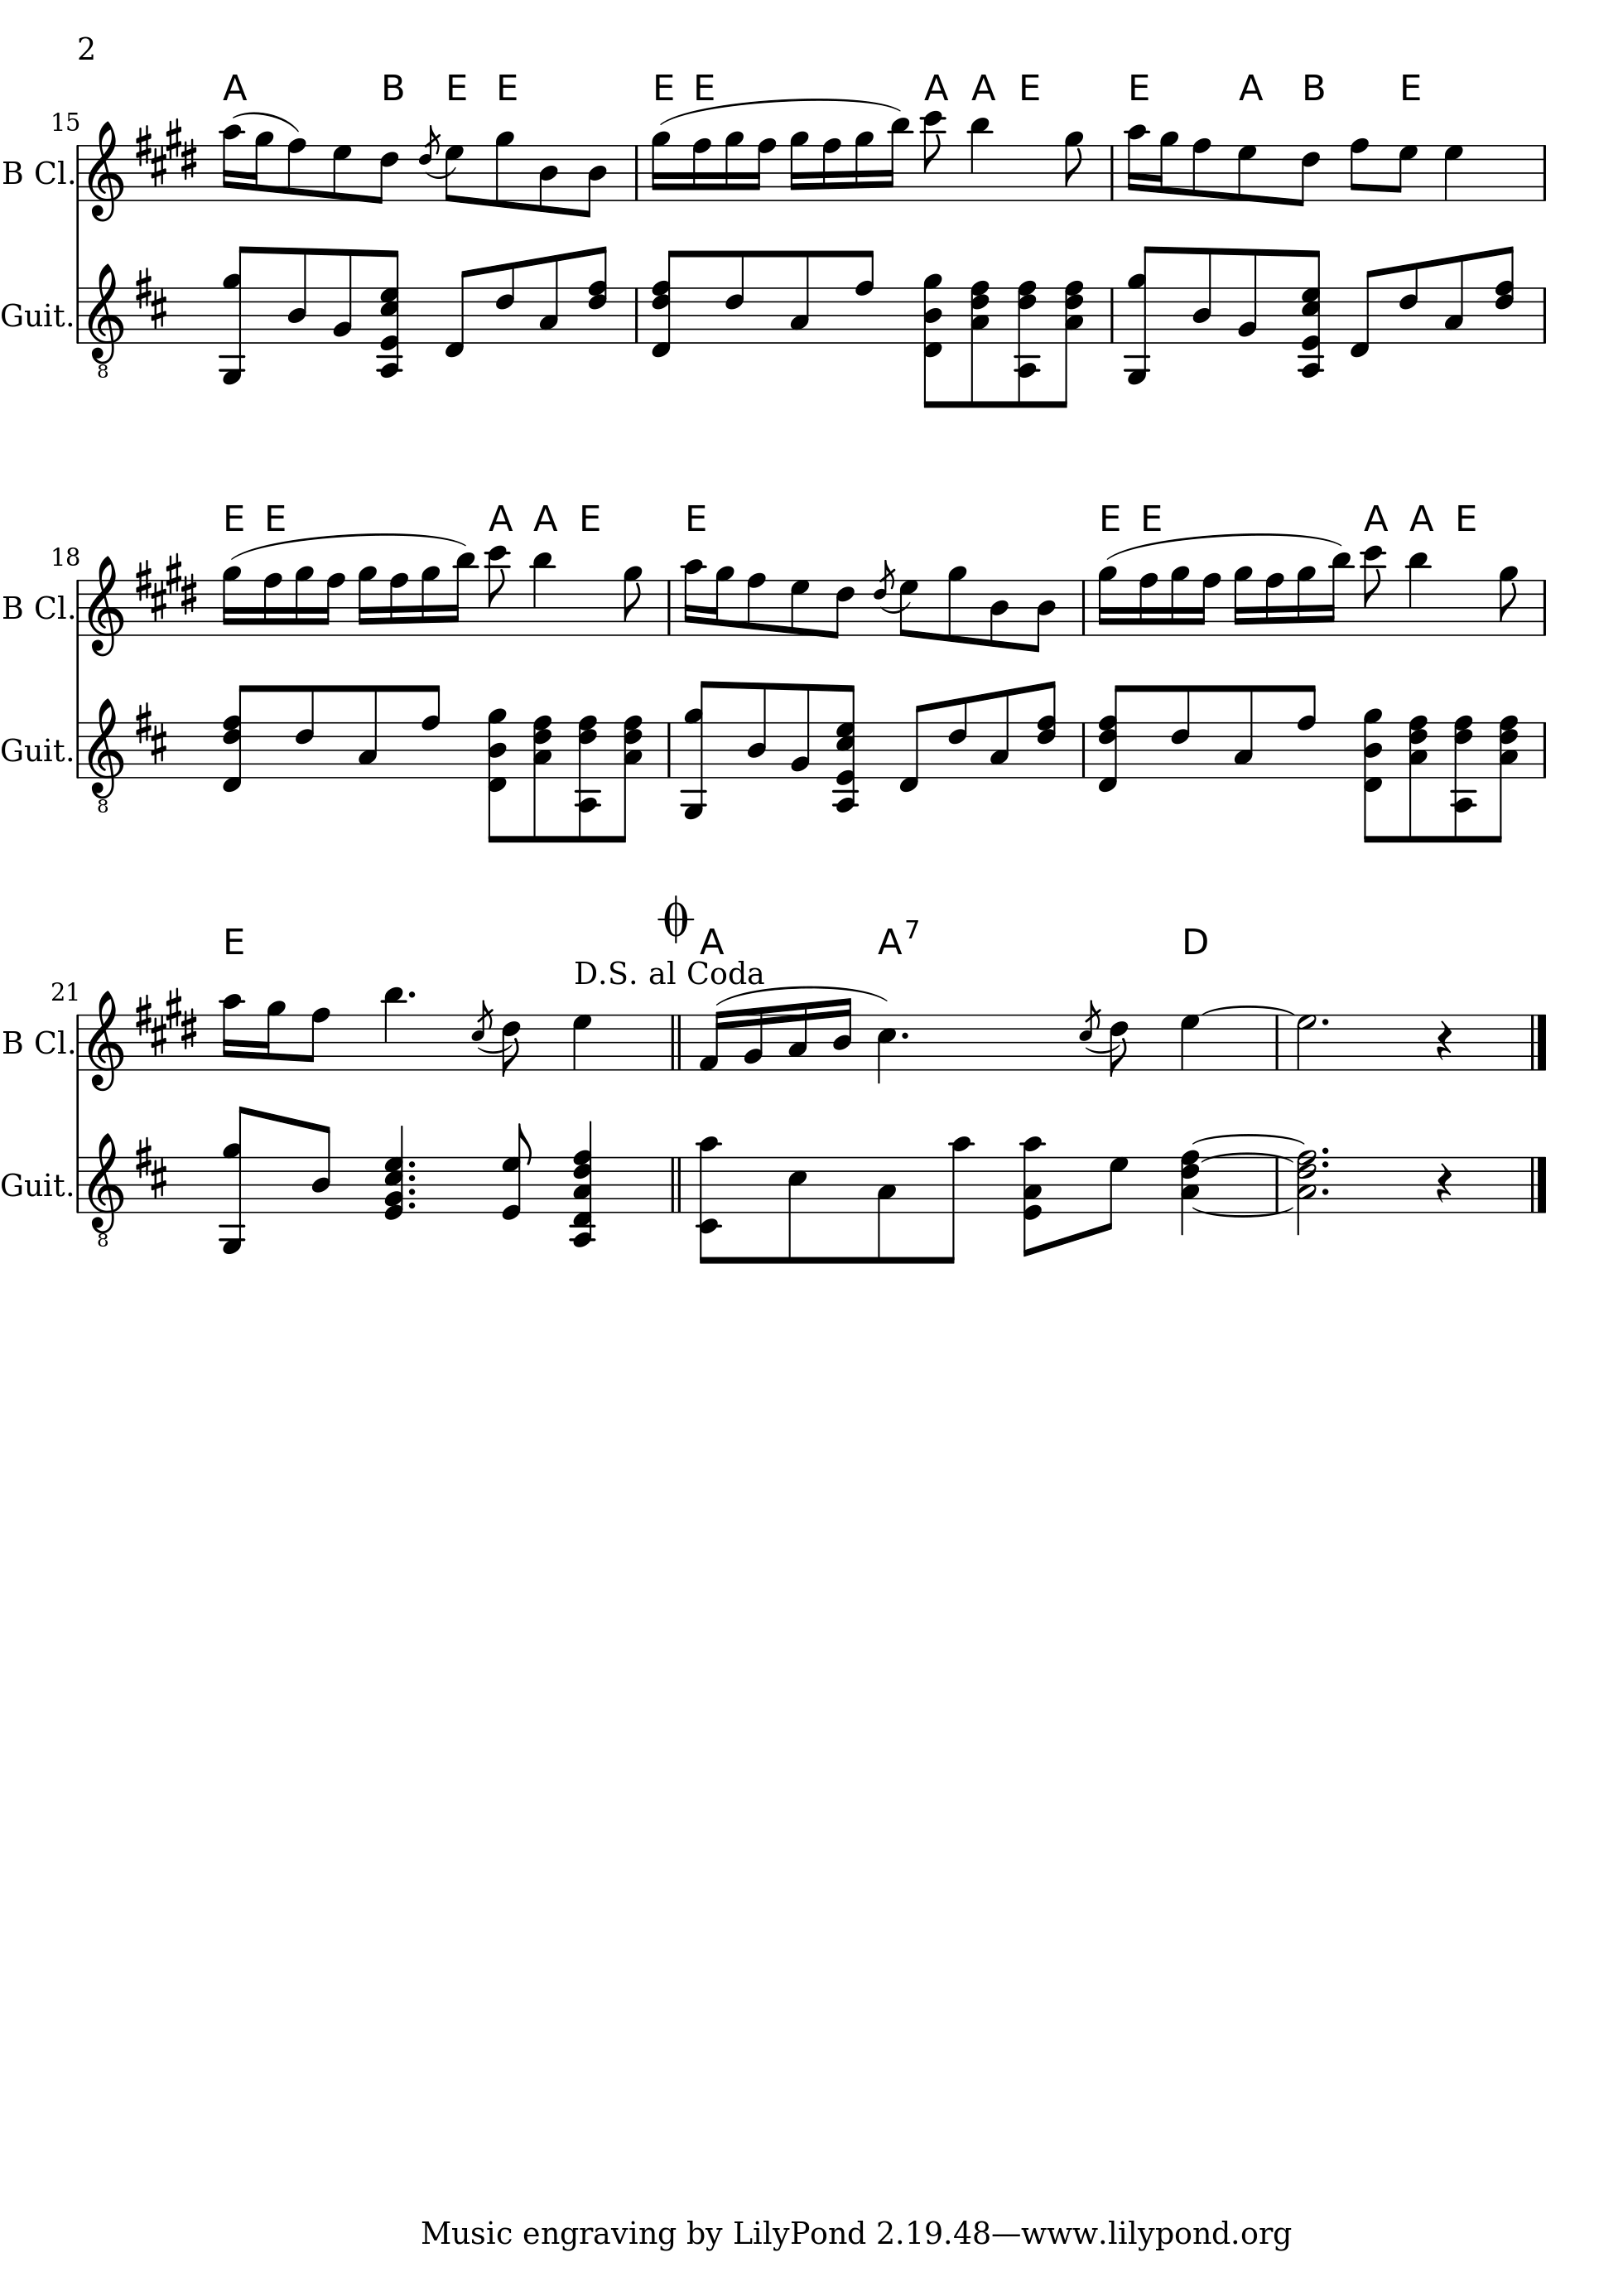 2
A B E E E E A A E E A B E
15
B Cl.
Guit.
8
E E A A E E E E A A E
18
B Cl.
Guit.
8
E A A7 D
D.S. al Coda
21
B Cl.
Guit.
8
Music engraving by LilyPond 2.19.48—www.lilypond.org